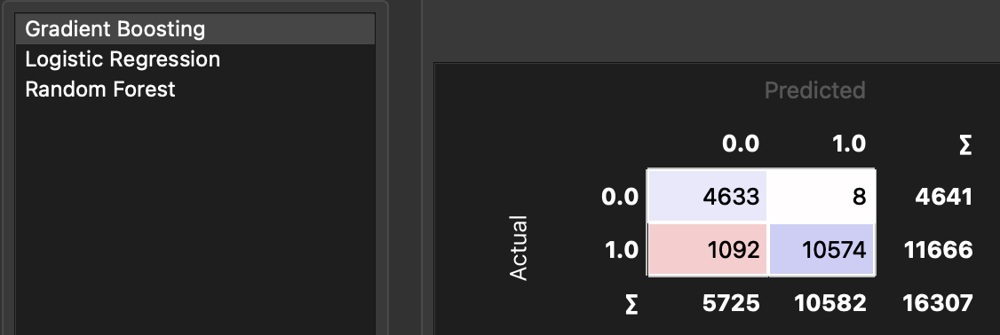 Gradient Boosting
Logistic Regression
Random Forest
Predicted
0.0 1.0 Σ
0.0 4633 8 4641
Actual
1.0 1092 10574 11666
Σ 5725 10582 16307